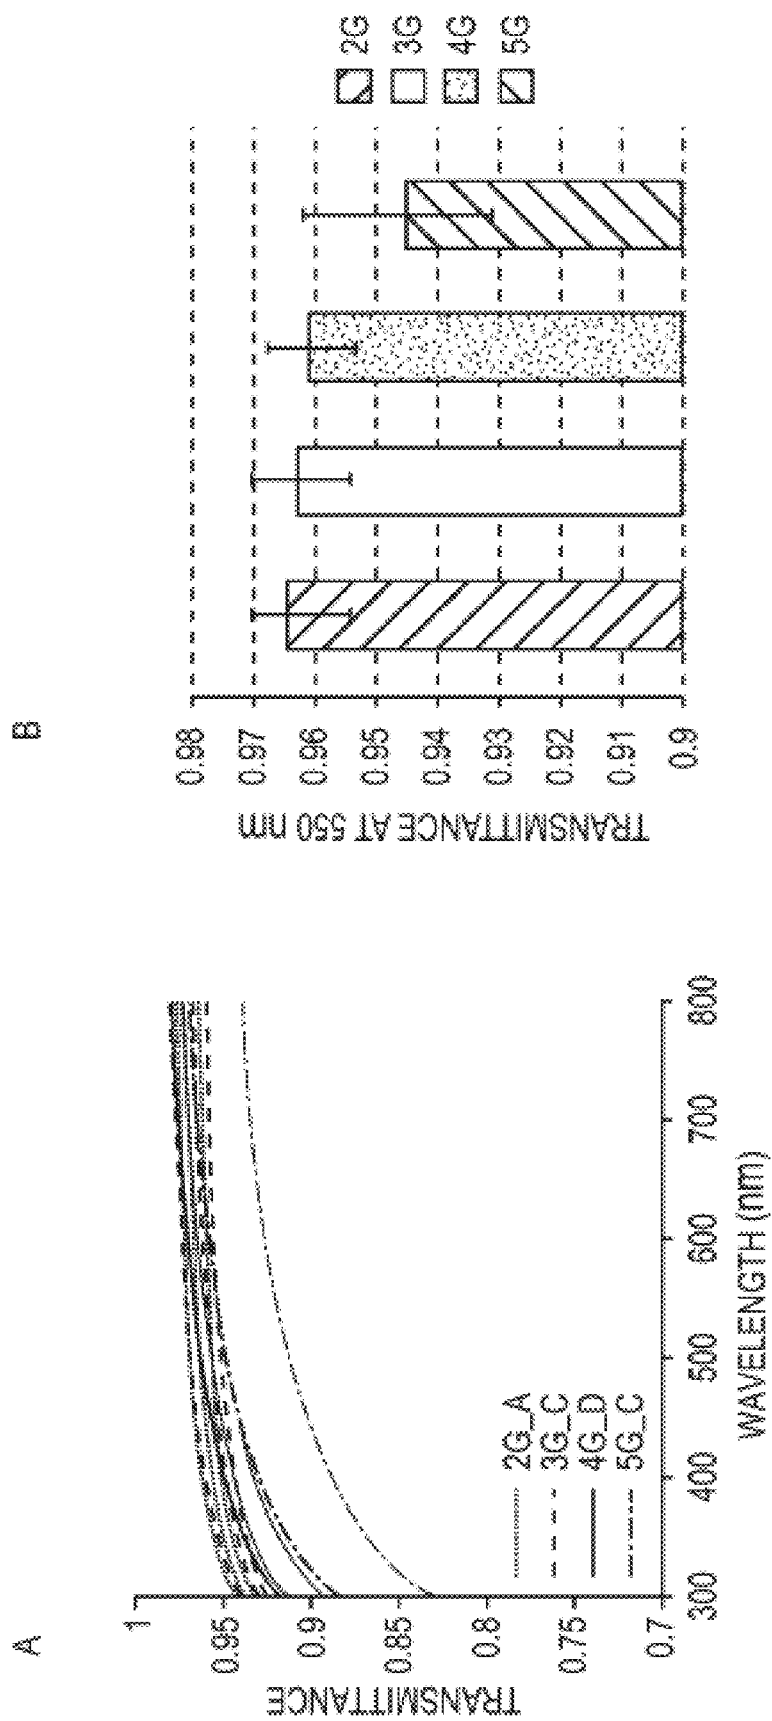 A
TRANSMITTANCE
1
0.95
0.9
0.85
0.8
0.75
0.7
300
400
500
600
700
800
WAVELENGTH (nm)
2G_A
3G_C
4G_D
5G_C
B
TRANSMITTANCE AT 550 nm
0.98
0.97
0.96
0.95
0.94
0.93
0.92
0.91
0.9
2G
3G
4G
5G